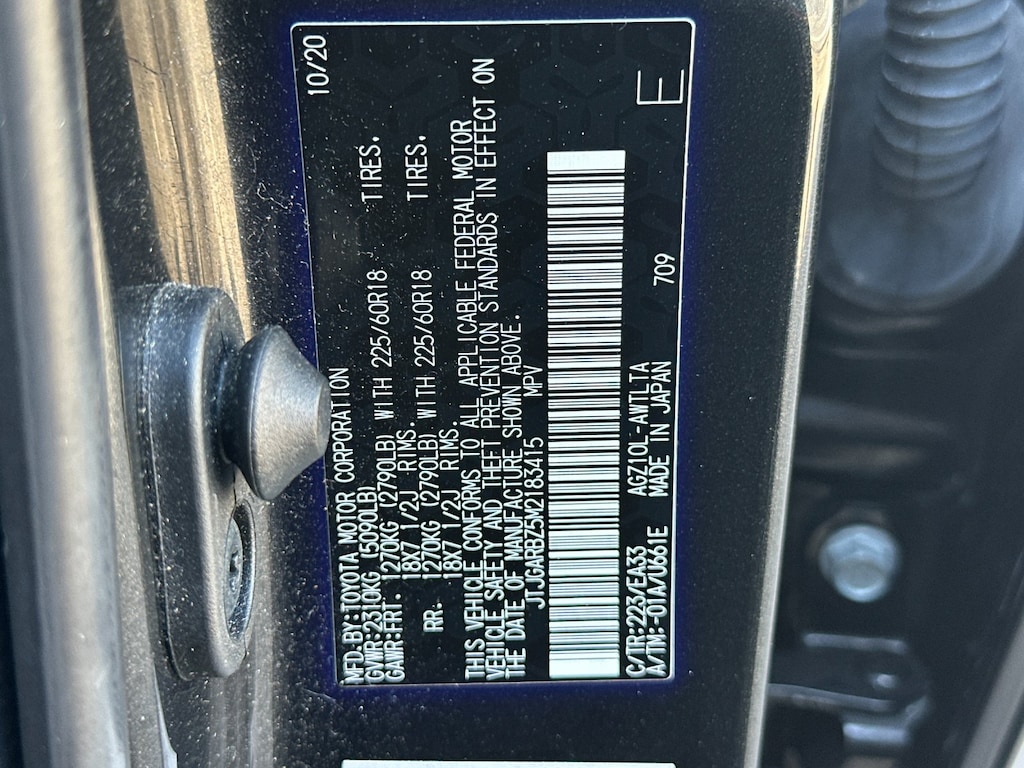 MFD.BY:TOYOTA MOTOR CORPORATION 10/20
GVWR:2310KG (5090LB)
GAWR:FRT. 1270KG (2790LB) WITH 225/60R18 TIRES.
18X7 1/2J RIMS.
RR. 1270KG (2790LB) WITH 225/60R18 TIRES.
18X7 1/2J RIMS.
THIS VEHICLE CONFORMS TO ALL APPLICABLE FEDERAL MOTOR
VEHICLE SAFETY AND THEFT PREVENTION STANDARDS IN EFFECT ON
THE DATE OF MANUFACTURE SHOWN ABOVE.
JTJGARBZ5M2183415 MPV
C/TR:223/EA33 AGZ10L-AWTLTA
A/TM:-01A/U661E MADE IN JAPAN 709 E